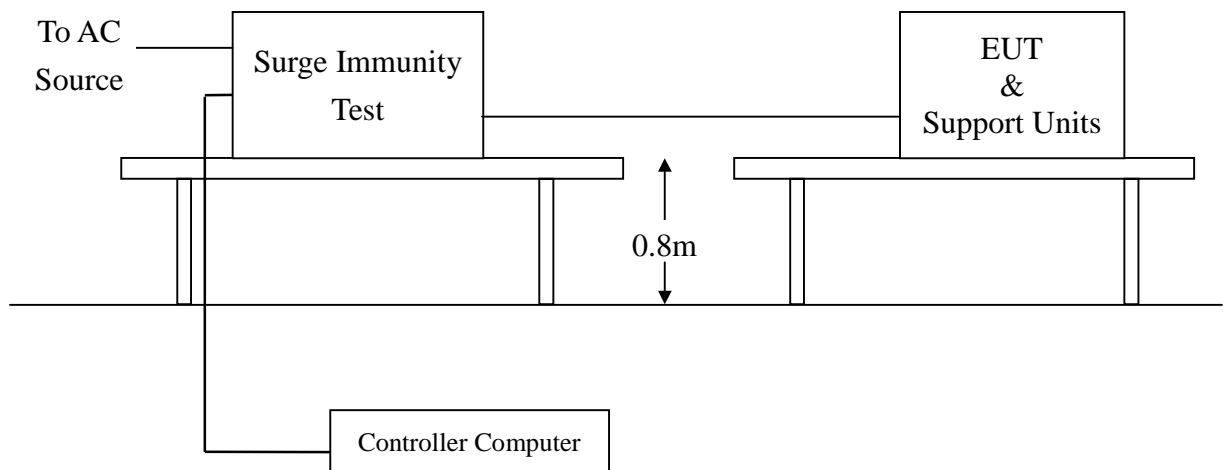 To AC
Source
Surge Immunity
Test
EUT
&
Support Units
0.8m
Controller Computer